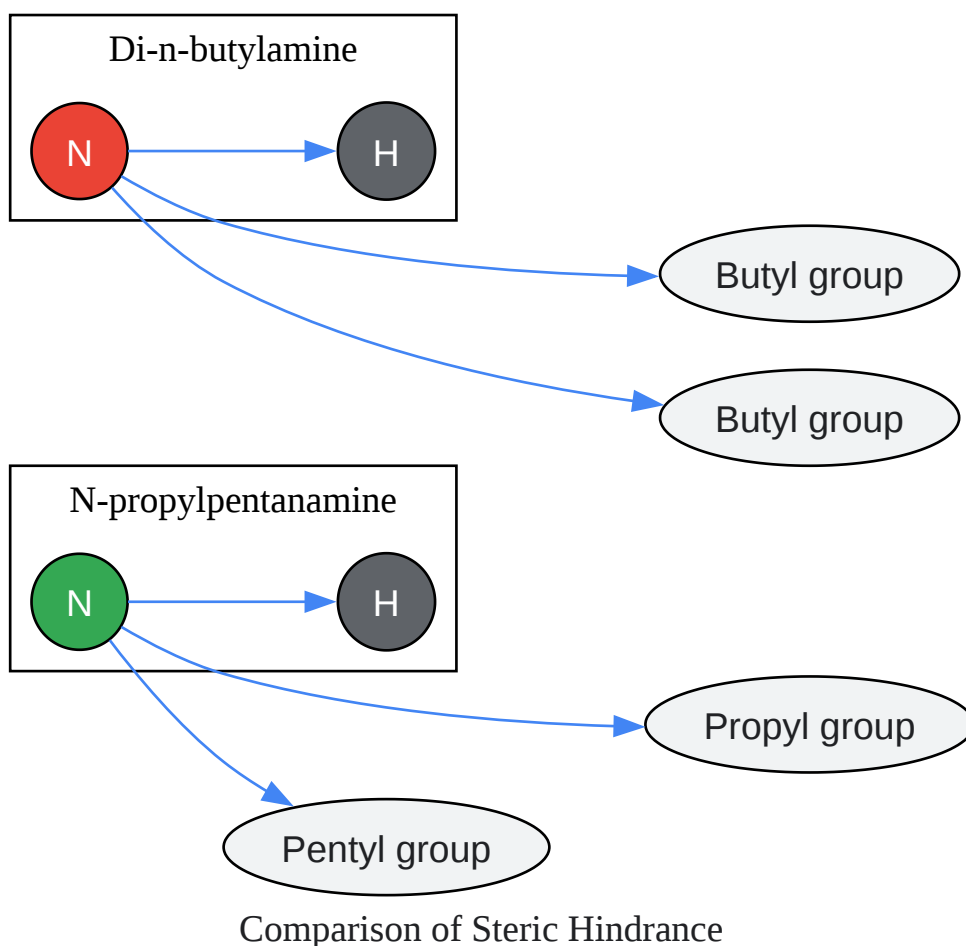 Di-n-butylamine
N
H
Butyl group
Butyl group
N-propylpentanamine
N
H
Propyl group
Pentyl group
Comparison of Steric Hindrance